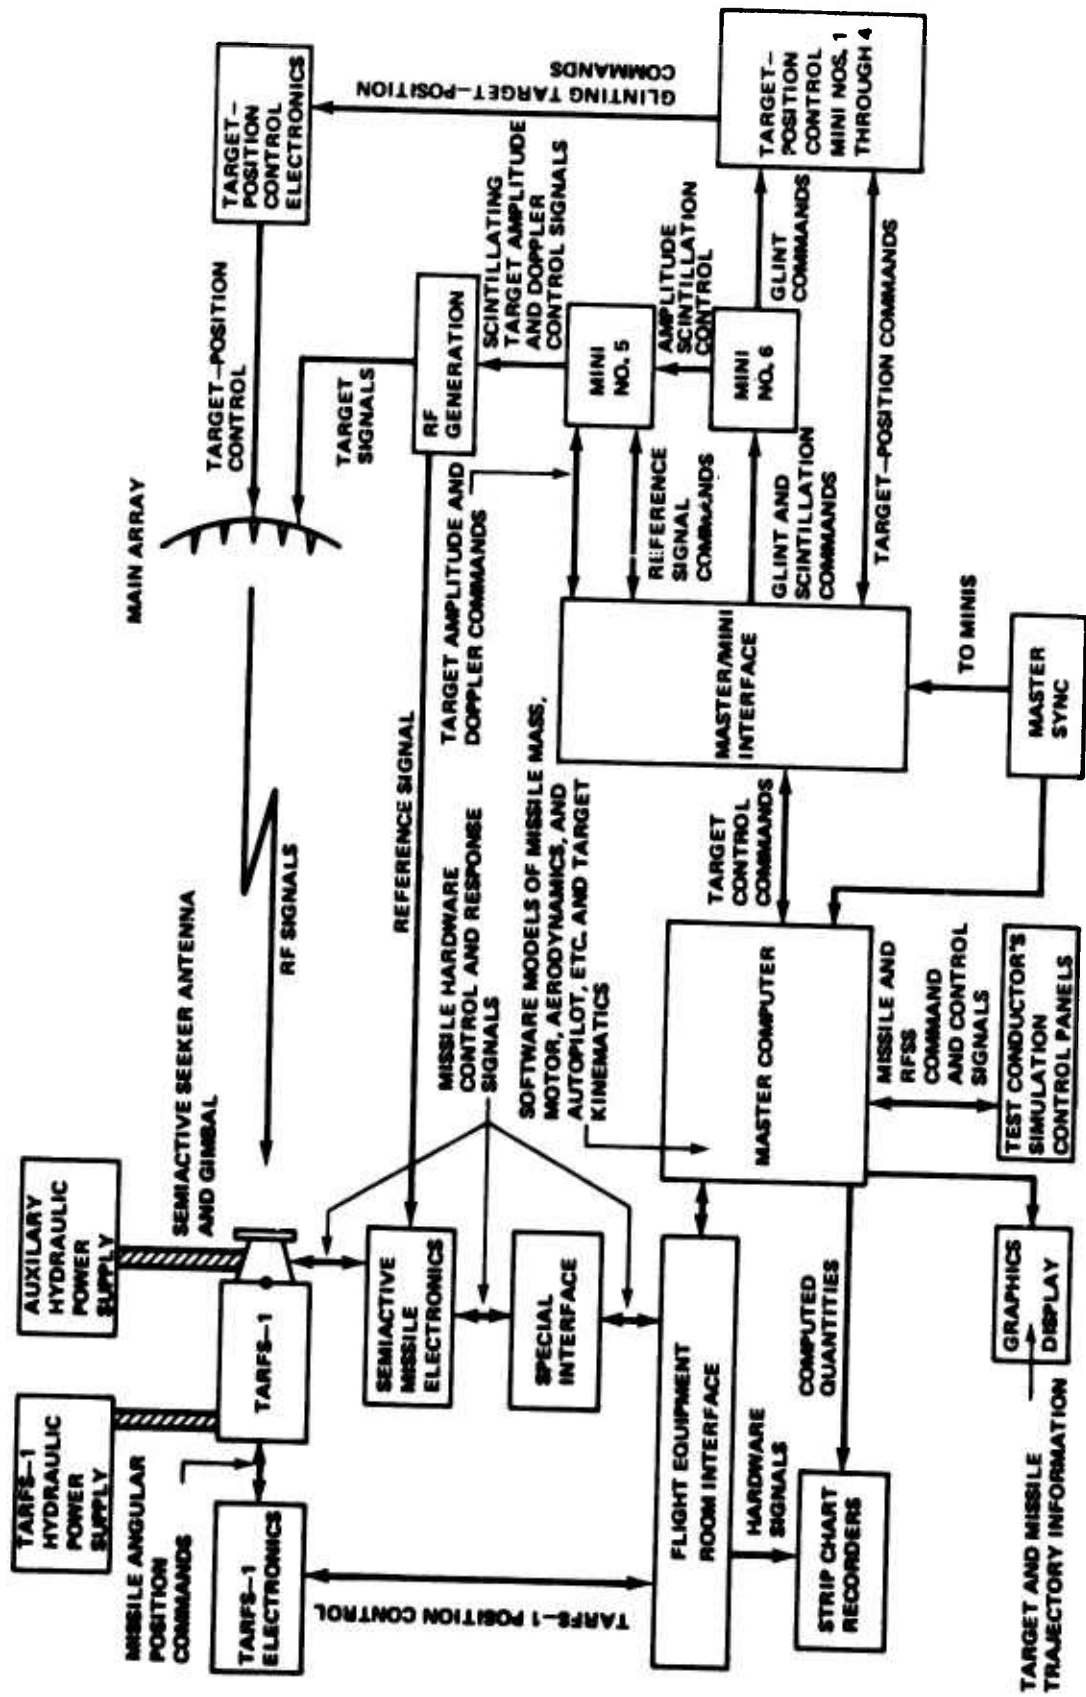 TARFS-1
HYDRAULIC
POWER
SUPPLY
AUXILARY
HYDRAULIC
POWER
SUPPLY
MISSILE ANGULAR
POSITION
COMMANDS
SEMIACTIVE SEEKER ANTENNA
AND GIMBAL
MAIN ARRAY
TARGET-POSITION
CONTROL
TARGET-
POSITION
CONTROL
ELECTRONICS
TARFS-1
ELECTRONICS
TARFS-1
RF SIGNALS
TARGET
SIGNALS
TARFS-1 POSITION CONTROL
SEMIACTIVE
MISSILE
ELECTRONICS
REFERENCE SIGNAL
RF
GENERATION
GLINTING TARGET-POSITION
COMMANDS
MISSILE HARDWARE
CONTROL AND RESPONSE
SIGNALS
TARGET AMPLITUDE AND
DOPPLER COMMANDS
SCINTILLATING
TARGET AMPLITUDE
AND DOPPLER
CONTROL SIGNALS
SPECIAL
INTERFACE
SOFTWARE MODELS OF MISSILE MASS,
MOTOR, AERODYNAMICS, AND
AUTOPILOT, ETC. AND TARGET
KINEMATICS
MINI
NO. 5
REFERENCE
SIGNAL
COMMANDS
AMPLITUDE
SCINTILLATION
CONTROL
FLIGHT EQUIPMENT
ROOM INTERFACE
MASTER COMPUTER
TARGET
CONTROL
COMMANDS
MASTER/MINI
INTERFACE
MINI
NO. 6
GLINT AND
SCINTILLATION
COMMANDS
GLINT
COMMANDS
TARGET-
POSITION
CONTROL
MINI NOS. 1
THROUGH 4
HARDWARE
SIGNALS
COMPUTED
QUANTITIES
MISSILE AND
RFSS
COMMAND
AND CONTROL
SIGNALS
TARGET-POSITION COMMANDS
STRIP CHART
RECORDERS
TO MINIS
GRAPHICS
DISPLAY
TEST CONDUCTOR'S
SIMULATION
CONTROL PANELS
MASTER
SYNC
TARGET AND MISSILE
TRAJECTORY INFORMATION